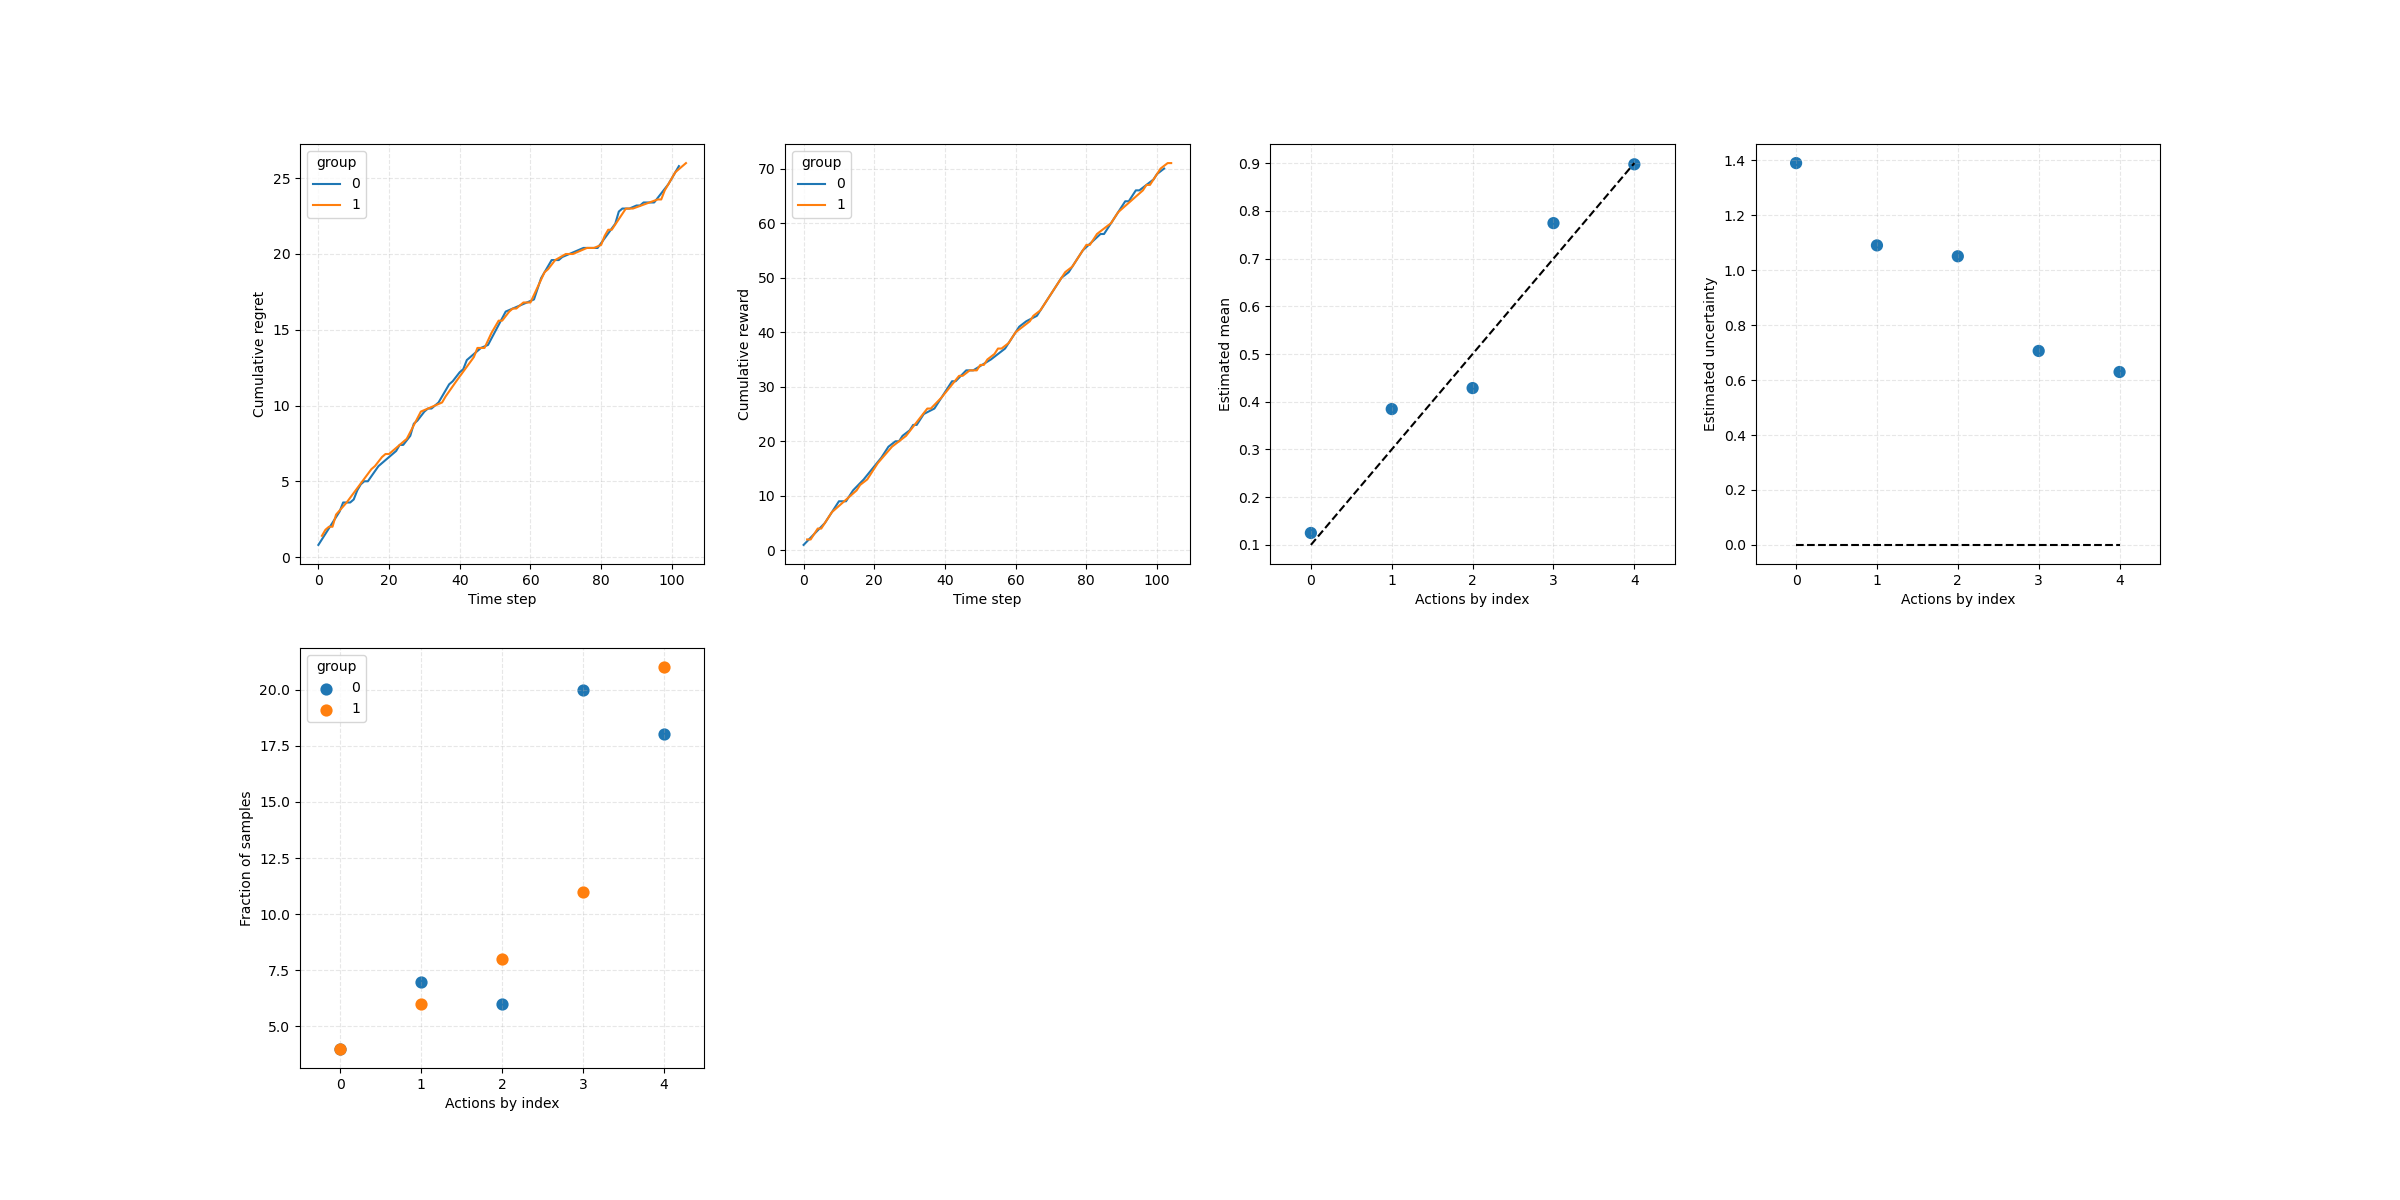 group
0
1
25
20
15
10
5
0
Cumulative regret
0 20 40 60 80 100
Time step
group
0
1
70
60
50
40
30
20
10
0
Cumulative reward
0 20 40 60 80 100
Time step
0.9
0.8
0.7
0.6
0.5
0.4
0.3
0.2
0.1
Estimated mean
0 1 2 3 4
Actions by index
1.4
1.2
1.0
0.8
0.6
0.4
0.2
0.0
Estimated uncertainty
0 1 2 3 4
Actions by index
group
0
1
20.0
17.5
15.0
12.5
10.0
7.5
5.0
Fraction of samples
0 1 2 3 4
Actions by index